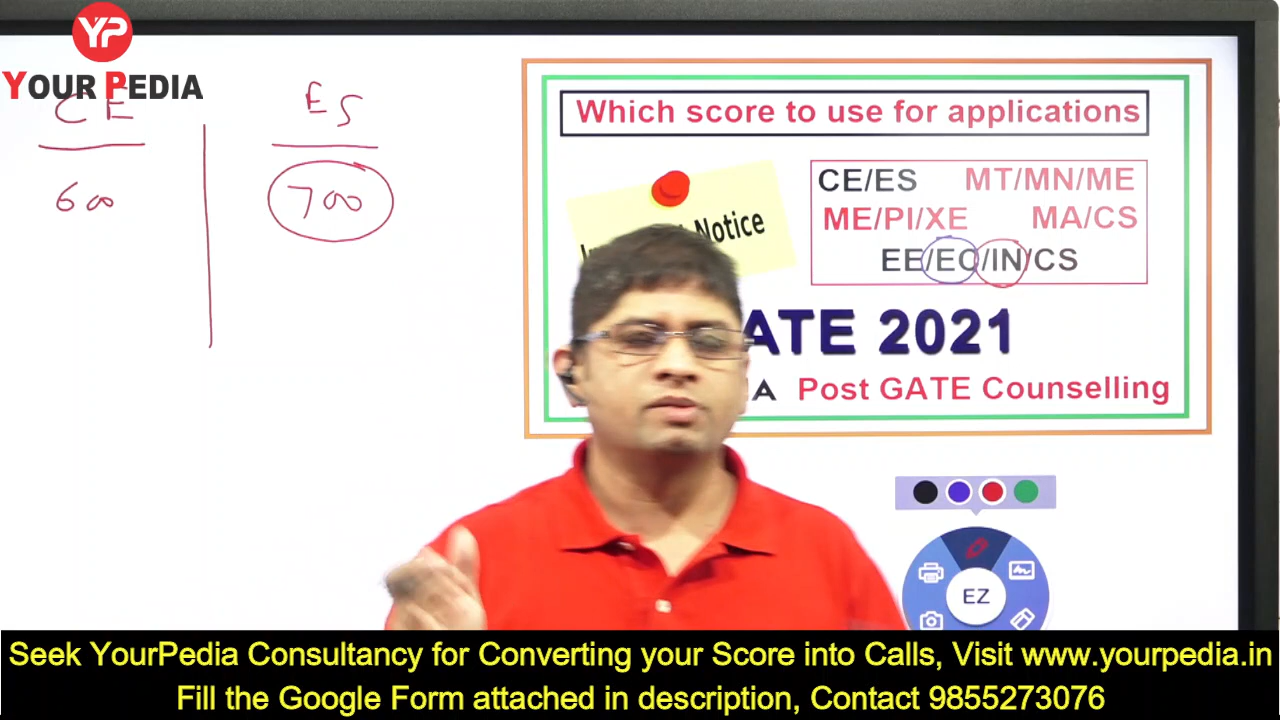 YP
YOUR PEDIA
CE
ES
600
700
Which score to use for applications
Notice
CE/ES MT/MN/ME
ME/PI/XE MA/CS
EE/EC/IN/CS
ATE 2021
A Post GATE Counselling
EZ
Seek YourPedia Consultancy for Converting your Score into Calls, Visit www.yourpedia.in
Fill the Google Form attached in description, Contact 9855273076